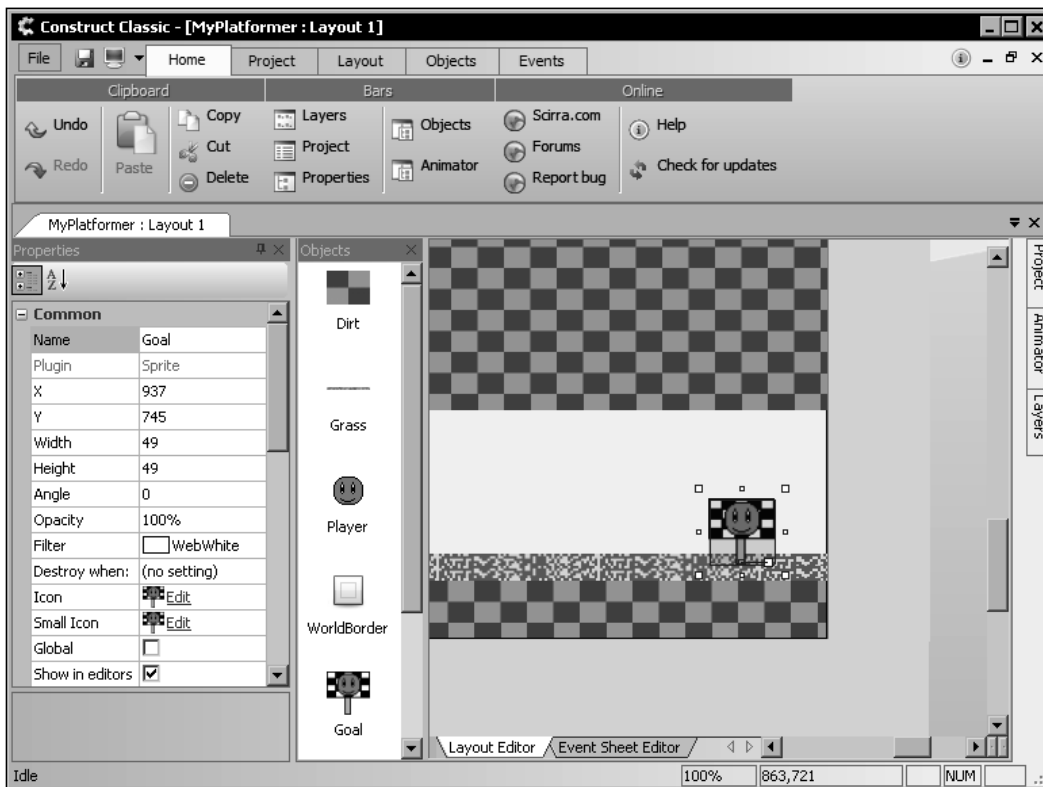 Construct Classic - [MyPlatformer : Layout 1]
File Home Project Layout Objects Events
Clipboard Bars Online
Undo Redo Paste Copy Cut Delete
Layers Project Properties Objects Animator
Scirra.com Forums Report bug Help Check for updates
MyPlatformer : Layout 1
Properties
A
Z
Common
Name Goal
Plugin Sprite
X 937
Y 745
Width 49
Height 49
Angle 0
Opacity 100%
Filter WebWhite
Destroy when: (no setting)
Icon Edit
Small Icon Edit
Global
Show in editors
Objects
Dirt
Grass
Player
WorldBorder
Goal
Project
Animator
Layers
Layout Editor Event Sheet Editor
Idle 100% 863,721 NUM